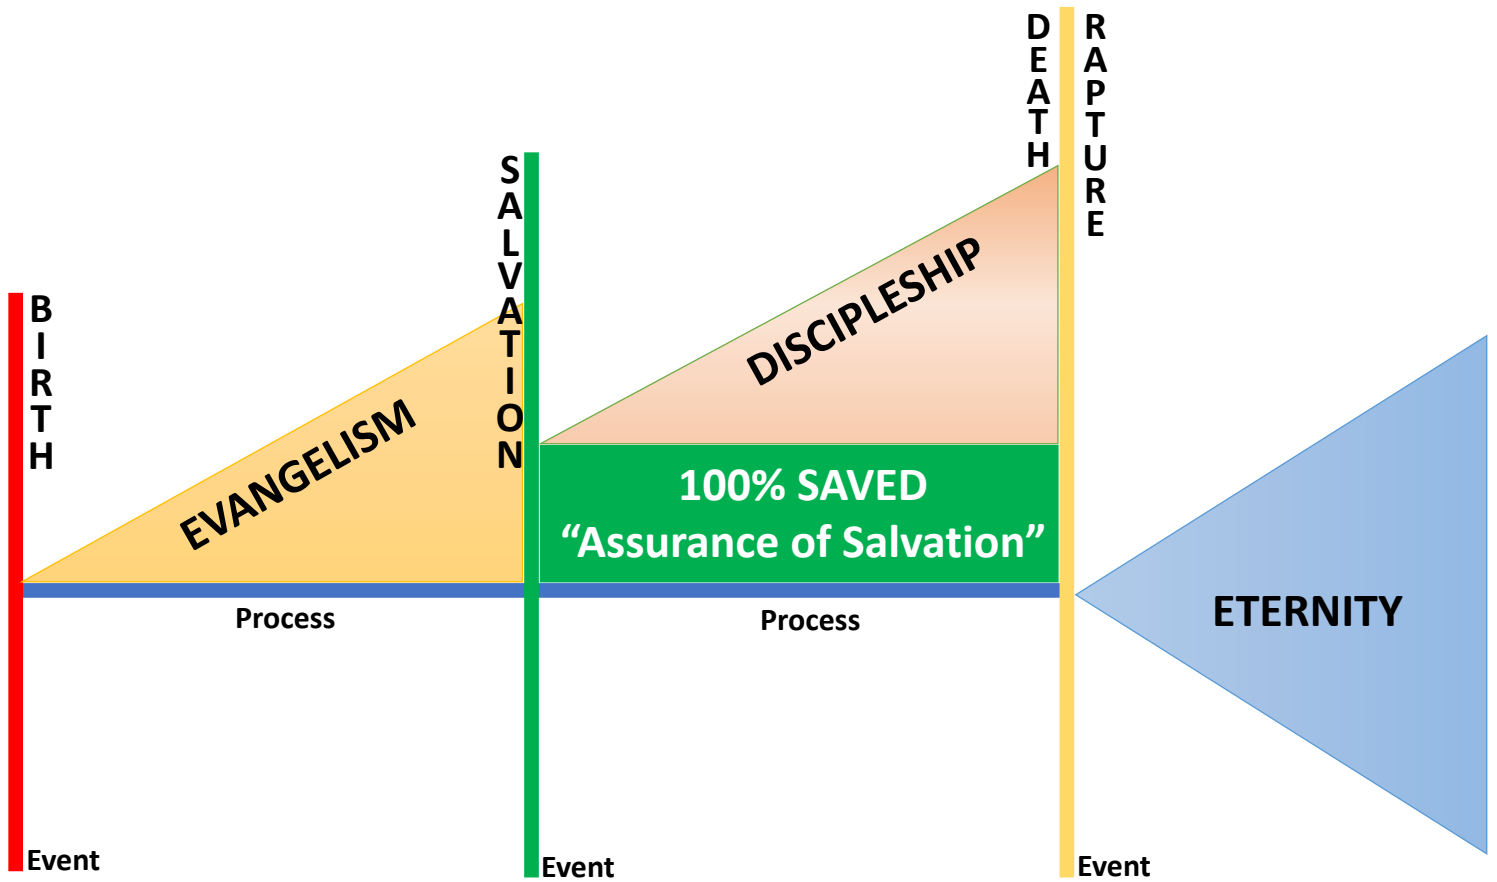 BIRTH
EVANGELISM
SALVATION
DISCIPLESHIP
DEATH
RAPTURE
100% SAVED
“Assurance of Salvation”
ETERNITY
Process
Process
Event
Event
Event